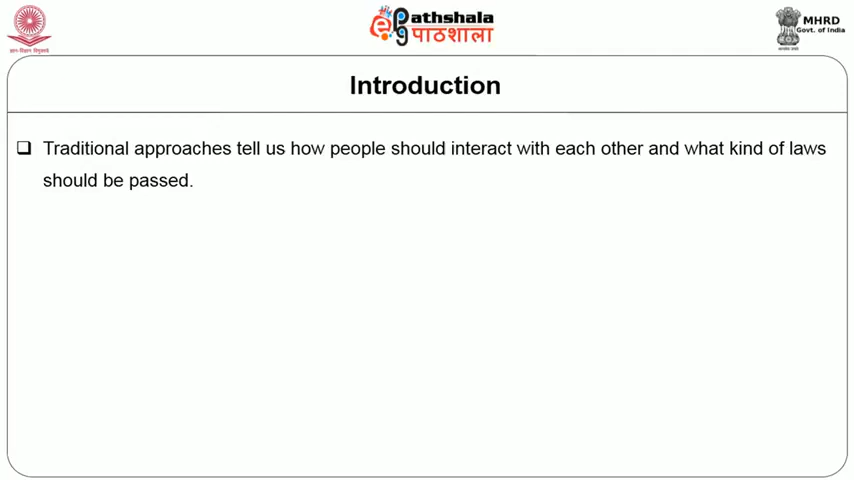 ePathshala
पाठशाला
MHRD
Govt. of India
Introduction
Traditional approaches tell us how people should interact with each other and what kind of laws
should be passed.